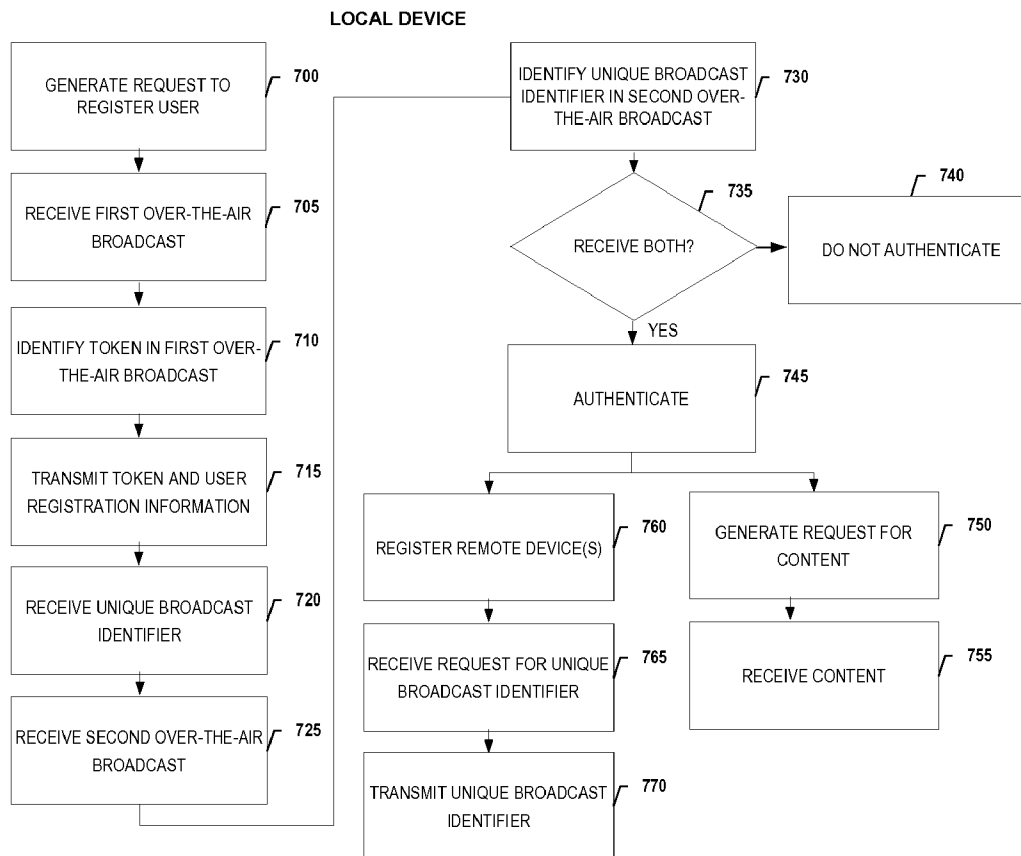 LOCAL DEVICE
GENERATE REQUEST TO
REGISTER USER
700
RECEIVE FIRST OVER-THE-AIR
BROADCAST
705
IDENTIFY TOKEN IN FIRST OVER-
THE-AIR BROADCAST
710
TRANSMIT TOKEN AND USER
REGISTRATION INFORMATION
715
RECEIVE UNIQUE BROADCAST
IDENTIFIER
720
RECEIVE SECOND OVER-THE-AIR
BROADCAST
725
IDENTIFY UNIQUE BROADCAST
IDENTIFIER IN SECOND OVER-
THE-AIR BROADCAST
730
RECEIVE BOTH?
735
DO NOT AUTHENTICATE
740
YES
AUTHENTICATE
745
REGISTER REMOTE DEVICE(S)
760
RECEIVE REQUEST FOR UNIQUE
BROADCAST IDENTIFIER
765
TRANSMIT UNIQUE BROADCAST
IDENTIFIER
770
GENERATE REQUEST FOR
CONTENT
750
RECEIVE CONTENT
755